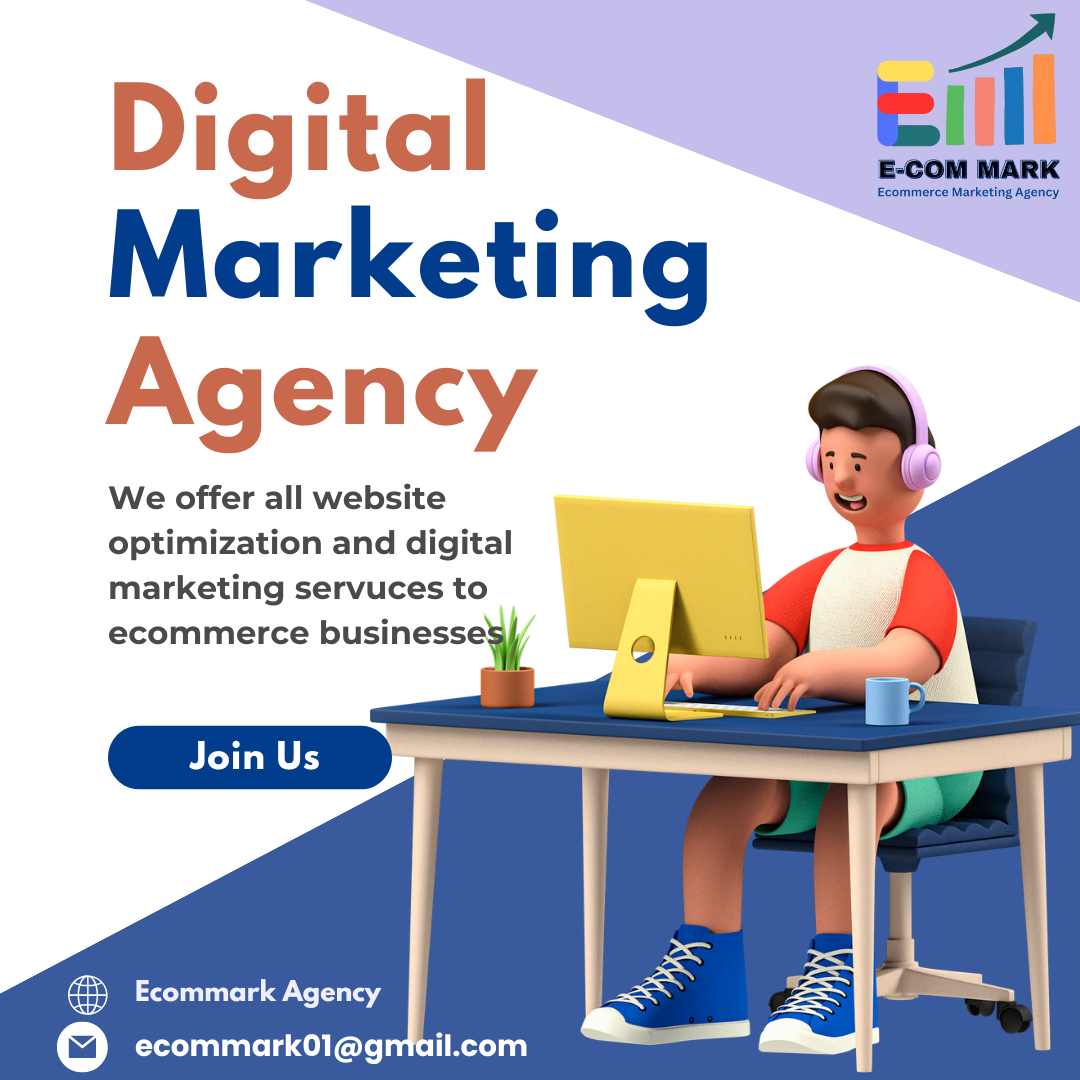 E-COM MARK
Ecommerce Marketing Agency
Digital
Marketing
Agency
We offer all website
optimization and digital
marketing servuces to
ecommerce businesses
Join Us
Ecommark Agency
ecommark01@gmail.com